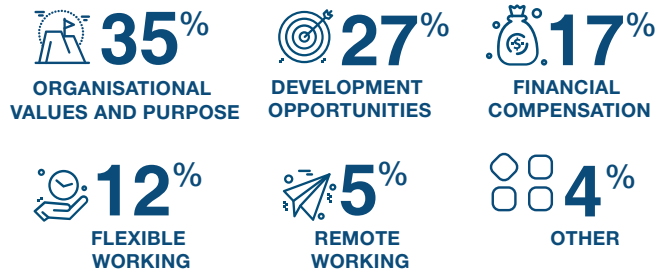 35%
ORGANISATIONAL
VALUES AND PURPOSE
27%
DEVELOPMENT
OPPORTUNITIES
17%
FINANCIAL
COMPENSATION
12%
FLEXIBLE
WORKING
5%
REMOTE
WORKING
4%
OTHER